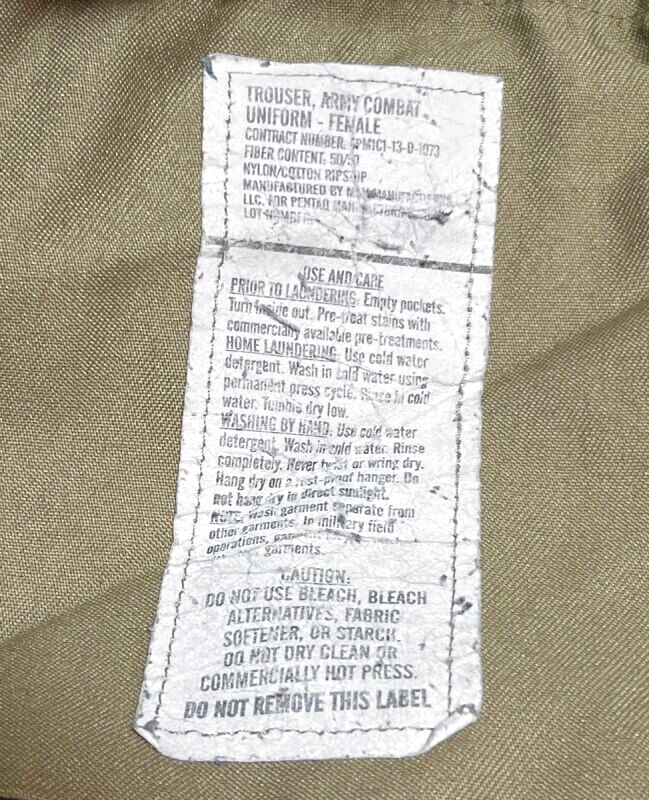 TROUSER, ARMY COMBAT
UNIFORM - FEMALE
CONTRACT NUMBER: SPM1C1-13-D-1073
FIBER CONTENT: 50/50
NYLON/COTTON RIPSTOP
MANUFACTURED BY
LLC. FOR PENTAQ
LOT NUMBER:
USE AND CARE
PRIOR TO LAUNDERING: Empty pockets.
Turn inside out. Pre-treat stains with
commercially available pre-treatments.
HOME LAUNDERING: Use cold water
detergent. Wash in cold water using
permanent press cycle. Rinse in cold
water. Tumble dry low.
WASHING BY HAND: Use cold water
detergent. Wash in cold water. Rinse
completely. Never twist or wring dry.
Hang dry on a rust-proof hanger. Do
not hang dry in direct sunlight.
NOTE: Wash garment separate from
other garments. In military field
operations,
garments.
CAUTION:
DO NOT USE BLEACH, BLEACH
ALTERNATIVES, FABRIC
SOFTENER, OR STARCH.
DO NOT DRY CLEAN OR
COMMERCIALLY HOT PRESS.
DO NOT REMOVE THIS LABEL